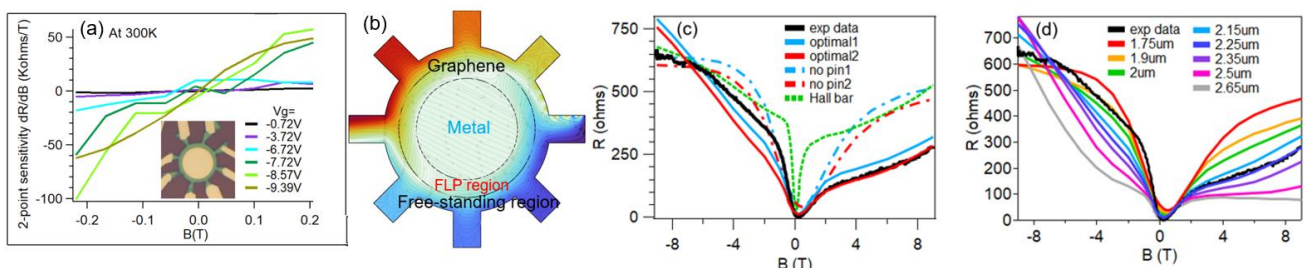 (a) At 300K
2-point sensitivity dR/dB (Kohms/T)
50
0
-50
-100
Vg=
-0.72V
-3.72V
-6.72V
-7.72V
-8.57V
-9.39V
-0.2
-0.1
0.0
0.1
0.2
B(T)
(b)
Graphene
Metal
FLP region
Free-standing region
(c)
R (ohms)
750
500
250
0
exp data
optimal1
optimal2
no pin1
no pin2
Hall bar
-8
-4
0
4
8
B (T)
(d)
R (ohms)
700
600
500
400
300
200
100
0
exp data
1.75um
1.9um
2um
2.15um
2.25um
2.35um
2.5um
2.65um
-8
-4
0
4
8
B (T)